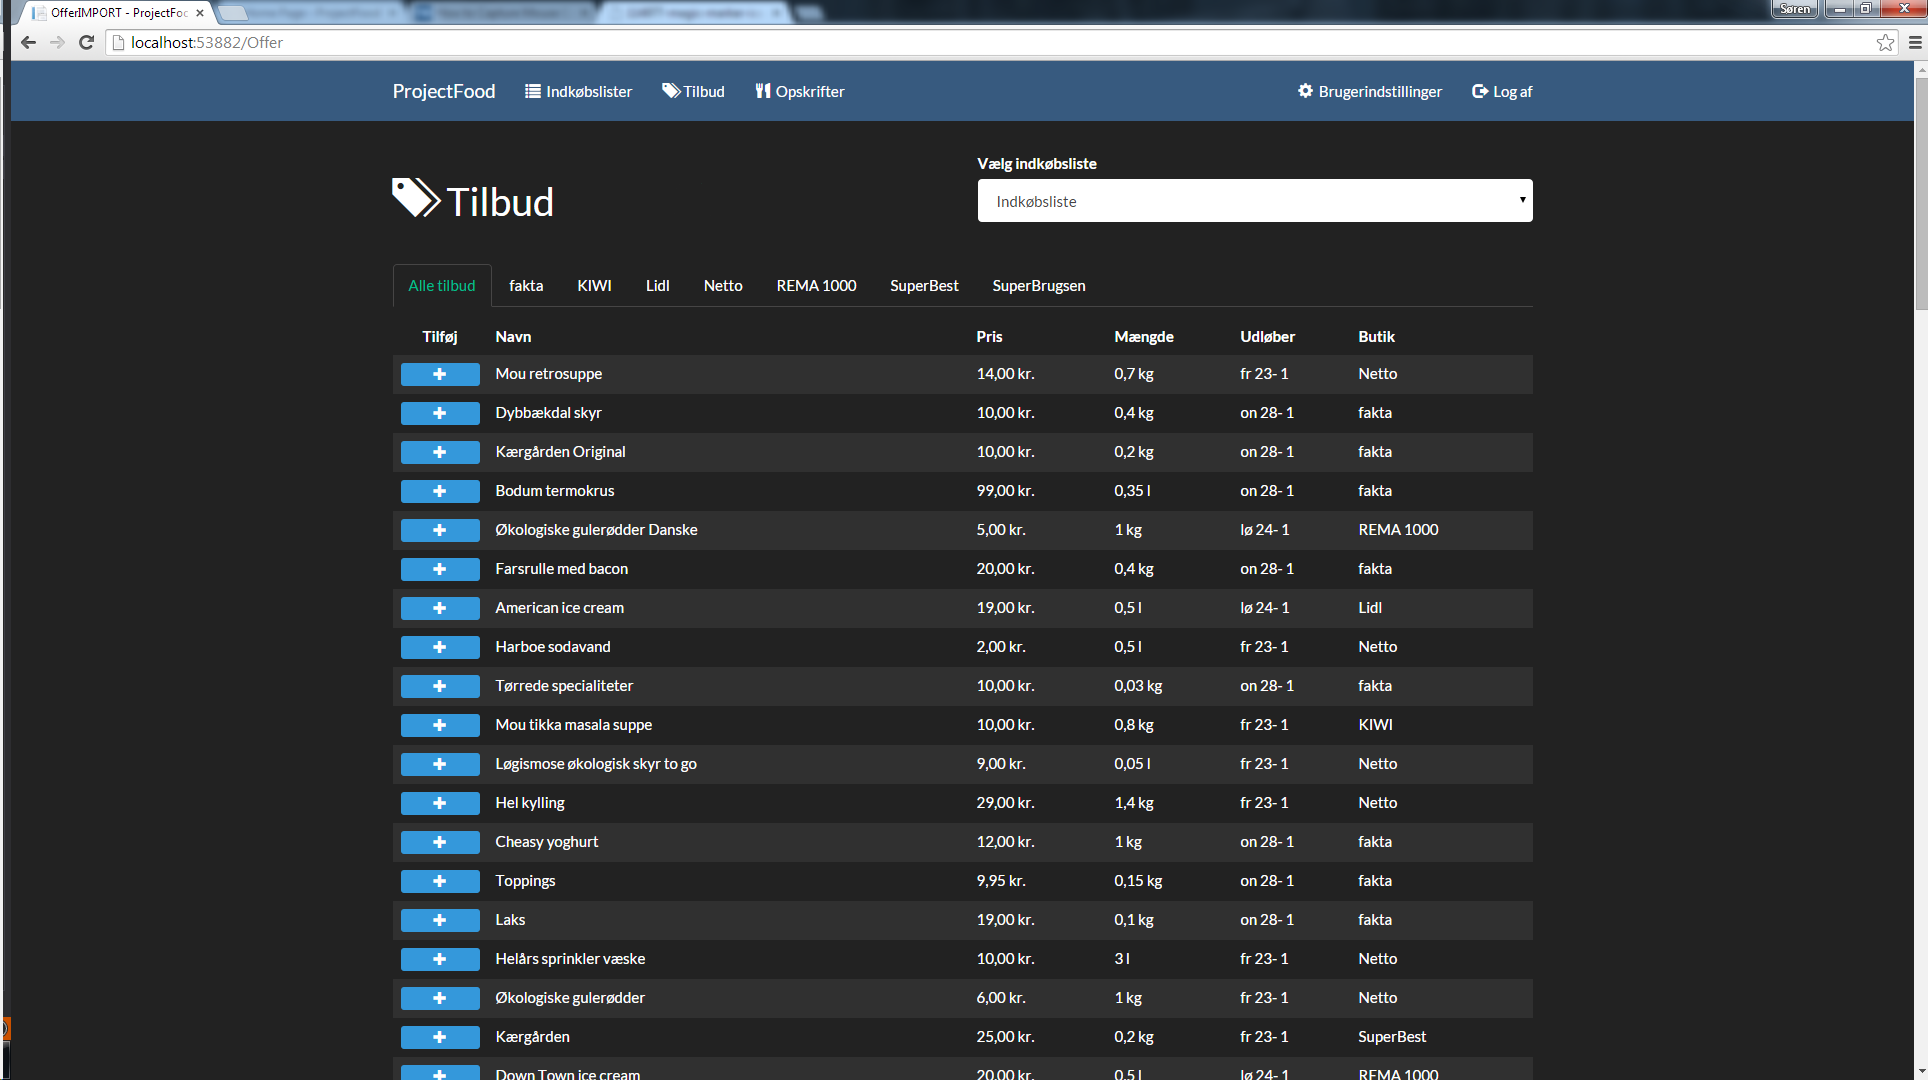 OfferIMPORT - ProjectFoo
Søren
localhost:53882/Offer
ProjectFood Indkøbslister Tilbud Opskrifter Brugerindstillinger Log af
Vælg indkøbsliste
Tilbud
Indkøbsliste
Alle tilbud fakta KIWI Lidl Netto REMA 1000 SuperBest SuperBrugsen
Tilføj Navn Pris Mængde Udløber Butik
Mou retrosuppe 14,00 kr. 0,7 kg fr 23- 1 Netto
Dybbækdal skyr 10,00 kr. 0,4 kg on 28- 1 fakta
Kærgården Original 10,00 kr. 0,2 kg on 28- 1 fakta
Bodum termokrus 99,00 kr. 0,35 l on 28- 1 fakta
Økologiske gulerødder Danske 5,00 kr. 1 kg lø 24- 1 REMA 1000
Farsrulle med bacon 20,00 kr. 0,4 kg on 28- 1 fakta
American ice cream 19,00 kr. 0,5 l lø 24- 1 Lidl
Harboe sodavand 2,00 kr. 0,5 l fr 23- 1 Netto
Tørrede specialiteter 10,00 kr. 0,03 kg on 28- 1 fakta
Mou tikka masala suppe 10,00 kr. 0,8 kg fr 23- 1 KIWI
Løgismose økologisk skyr to go 9,00 kr. 0,05 l fr 23- 1 Netto
Hel kylling 29,00 kr. 1,4 kg fr 23- 1 Netto
Cheasy yoghurt 12,00 kr. 1 kg on 28- 1 fakta
Toppings 9,95 kr. 0,15 kg on 28- 1 fakta
Laks 19,00 kr. 0,1 kg on 28- 1 fakta
Helårs sprinkler væske 10,00 kr. 3 l fr 23- 1 Netto
Økologiske gulerødder 6,00 kr. 1 kg fr 23- 1 Netto
Kærgården 25,00 kr. 0,2 kg fr 23- 1 SuperBest
Down Town ice cream 20,00 kr. 0,5 l lø 24- 1 REMA 1000